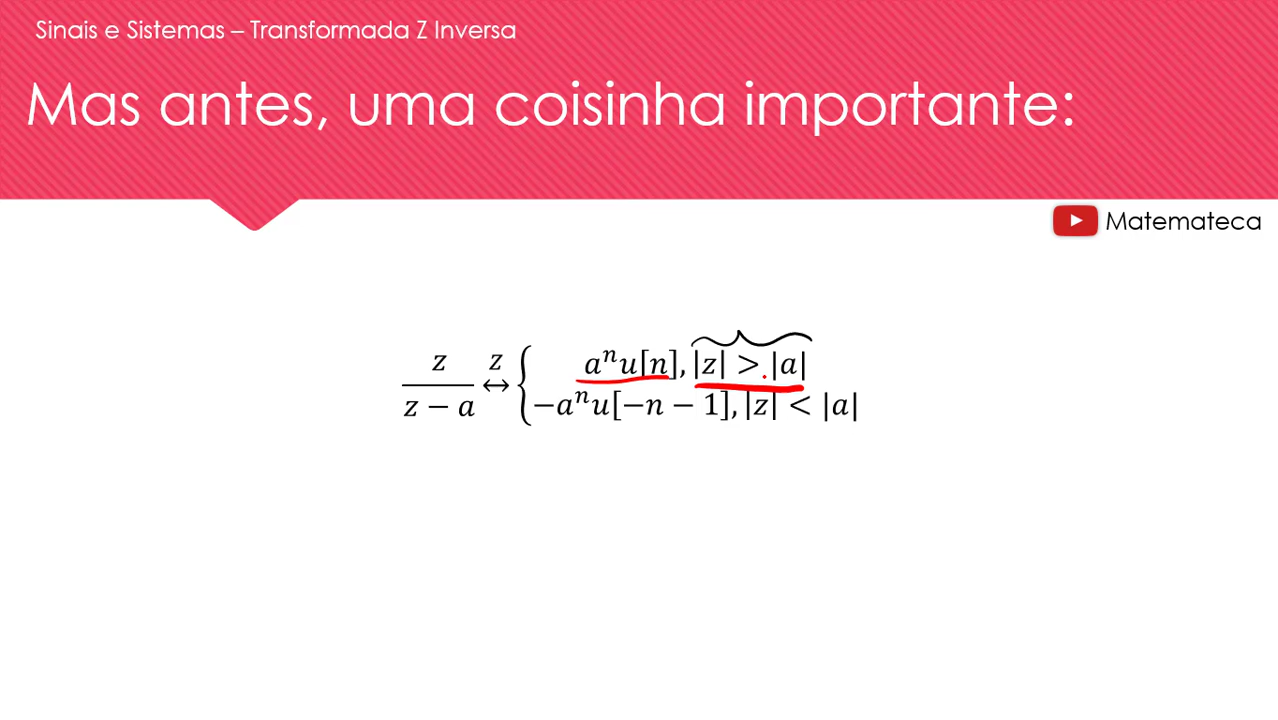 Sinais e Sistemas – Transformada Z Inversa
Mas antes, uma coisinha importante:
Matemateca
z/(z − a) ↔ᶻ { aⁿu[n], |z| > |a|
−aⁿu[−n − 1], |z| < |a|